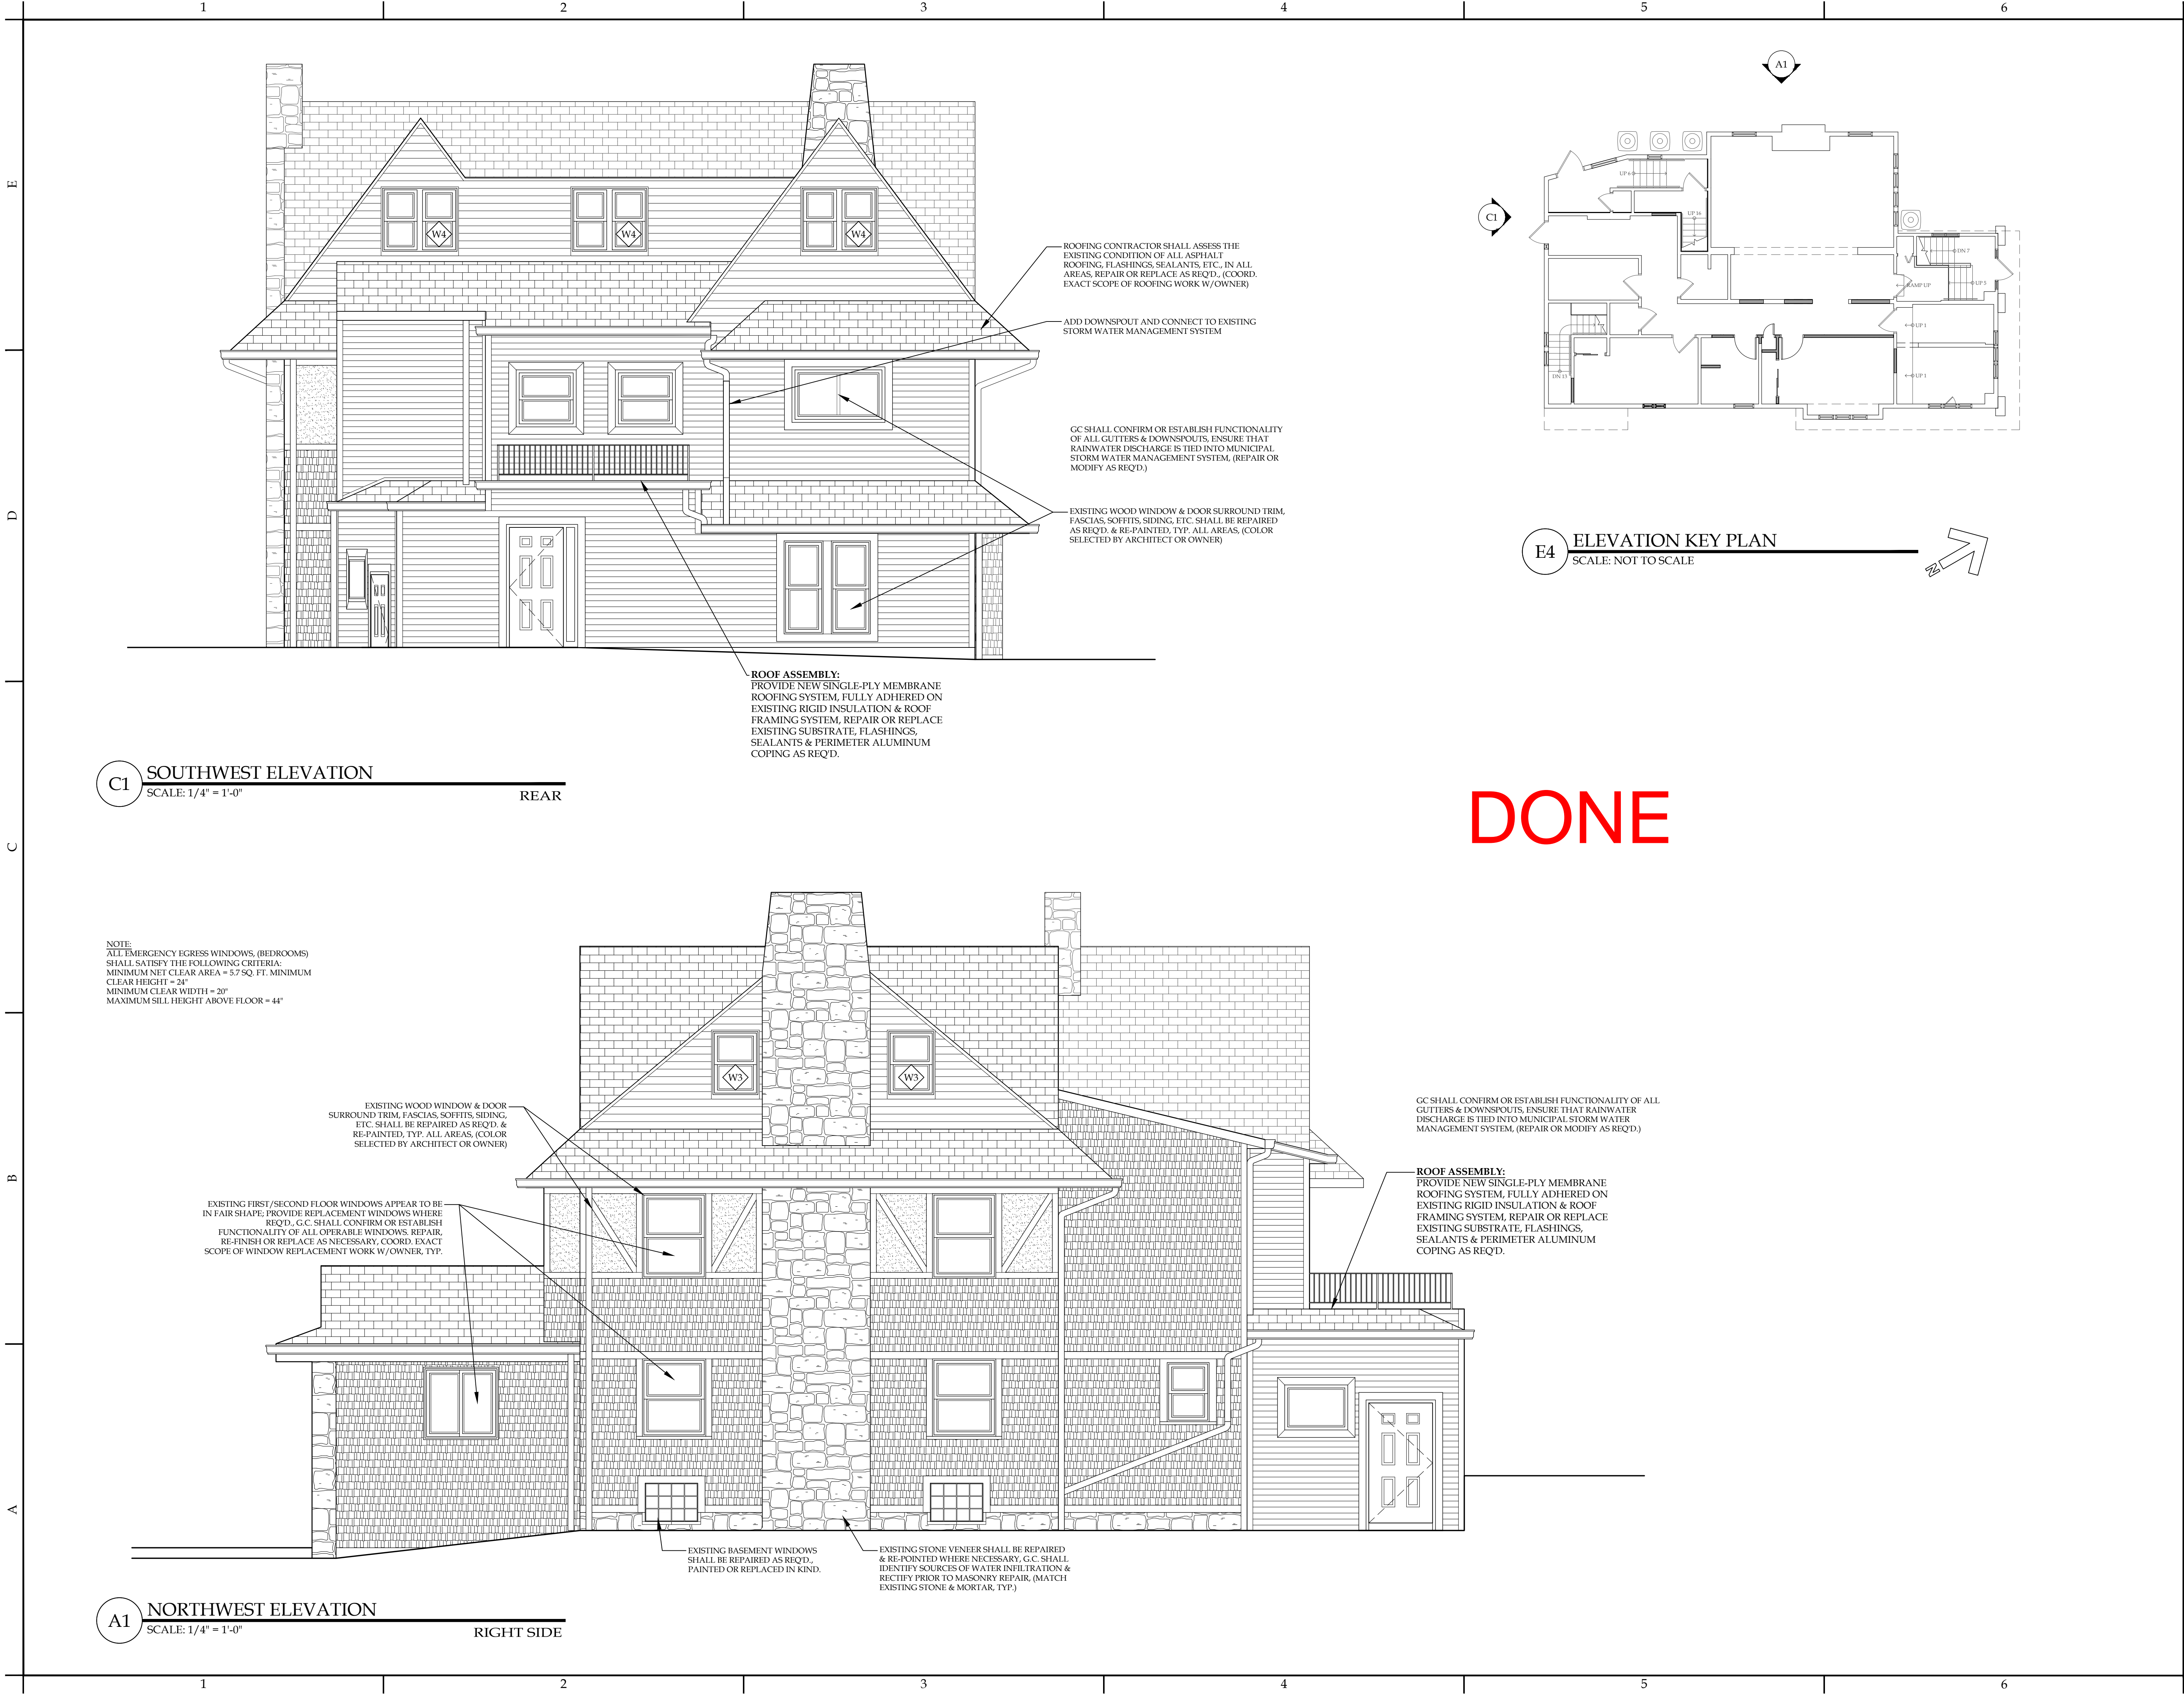 1 2 3 4 5 6
E
D
C
B
A
W4
W4
W4
ROOFING CONTRACTOR SHALL ASSESS THE
EXISTING CONDITION OF ALL ASPHALT
ROOFING, FLASHINGS, SEALANTS, ETC., IN ALL
AREAS, REPAIR OR REPLACE AS REQ'D., (COORD.
EXACT SCOPE OF ROOFING WORK W/OWNER)
ADD DOWNSPOUT AND CONNECT TO EXISTING
STORM WATER MANAGEMENT SYSTEM
GC SHALL CONFIRM OR ESTABLISH FUNCTIONALITY
OF ALL GUTTERS & DOWNSPOUTS, ENSURE THAT
RAINWATER DISCHARGE IS TIED INTO MUNICIPAL
STORM WATER MANAGEMENT SYSTEM, (REPAIR OR
MODIFY AS REQ'D.)
EXISTING WOOD WINDOW & DOOR SURROUND TRIM,
FASCIAS, SOFFITS, SIDING, ETC. SHALL BE REPAIRED
AS REQ'D. & RE-PAINTED, TYP. ALL AREAS, (COLOR
SELECTED BY ARCHITECT OR OWNER)
ROOF ASSEMBLY:
PROVIDE NEW SINGLE-PLY MEMBRANE
ROOFING SYSTEM, FULLY ADHERED ON
EXISTING RIGID INSULATION & ROOF
FRAMING SYSTEM, REPAIR OR REPLACE
EXISTING SUBSTRATE, FLASHINGS,
SEALANTS & PERIMETER ALUMINUM
COPING AS REQ'D.
C1
SOUTHWEST ELEVATION
SCALE: 1/4" = 1'-0"
REAR
A1
C1
UP 6
UP 16
DN 7
RAMP UP
UP 5
UP 1
DN 13
UP 1
E4
ELEVATION KEY PLAN
SCALE: NOT TO SCALE
N
DONE
NOTE:
ALL EMERGENCY EGRESS WINDOWS, (BEDROOMS)
SHALL SATISFY THE FOLLOWING CRITERIA:
MINIMUM NET CLEAR AREA = 5.7 SQ. FT. MINIMUM
CLEAR HEIGHT = 24"
MINIMUM CLEAR WIDTH = 20"
MAXIMUM SILL HEIGHT ABOVE FLOOR = 44"
W3
W3
EXISTING WOOD WINDOW & DOOR
SURROUND TRIM, FASCIAS, SOFFITS, SIDING,
ETC. SHALL BE REPAIRED AS REQ'D. &
RE-PAINTED, TYP. ALL AREAS, (COLOR
SELECTED BY ARCHITECT OR OWNER)
EXISTING FIRST/SECOND FLOOR WINDOWS APPEAR TO BE
IN FAIR SHAPE; PROVIDE REPLACEMENT WINDOWS WHERE
REQ'D., G.C. SHALL CONFIRM OR ESTABLISH
FUNCTIONALITY OF ALL OPERABLE WINDOWS. REPAIR,
RE-FINISH OR REPLACE AS NECESSARY, COORD. EXACT
SCOPE OF WINDOW REPLACEMENT WORK W/OWNER, TYP.
GC SHALL CONFIRM OR ESTABLISH FUNCTIONALITY OF ALL
GUTTERS & DOWNSPOUTS, ENSURE THAT RAINWATER
DISCHARGE IS TIED INTO MUNICIPAL STORM WATER
MANAGEMENT SYSTEM, (REPAIR OR MODIFY AS REQ'D.)
ROOF ASSEMBLY:
PROVIDE NEW SINGLE-PLY MEMBRANE
ROOFING SYSTEM, FULLY ADHERED ON
EXISTING RIGID INSULATION & ROOF
FRAMING SYSTEM, REPAIR OR REPLACE
EXISTING SUBSTRATE, FLASHINGS,
SEALANTS & PERIMETER ALUMINUM
COPING AS REQ'D.
EXISTING BASEMENT WINDOWS
SHALL BE REPAIRED AS REQ'D.,
PAINTED OR REPLACED IN KIND.
EXISTING STONE VENEER SHALL BE REPAIRED
& RE-POINTED WHERE NECESSARY, G.C. SHALL
IDENTIFY SOURCES OF WATER INFILTRATION &
RECTIFY PRIOR TO MASONRY REPAIR, (MATCH
EXISTING STONE & MORTAR, TYP.)
A1
NORTHWEST ELEVATION
SCALE: 1/4" = 1'-0"
RIGHT SIDE
1 2 3 4 5 6